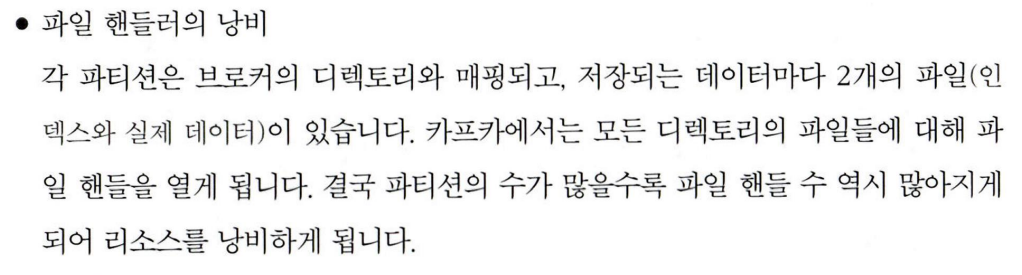 ● 파일 핸들러의 낭비
각 파티션은 브로커의 디렉토리와 매핑되고, 저장되는 데이터마다 2개의 파일(인
덱스와 실제 데이터)이 있습니다. 카프카에서는 모든 디렉토리의 파일들에 대해 파
일 핸들을 열게 됩니다. 결국 파티션의 수가 많을수록 파일 핸들 수 역시 많아지게
되어 리소스를 낭비하게 됩니다.